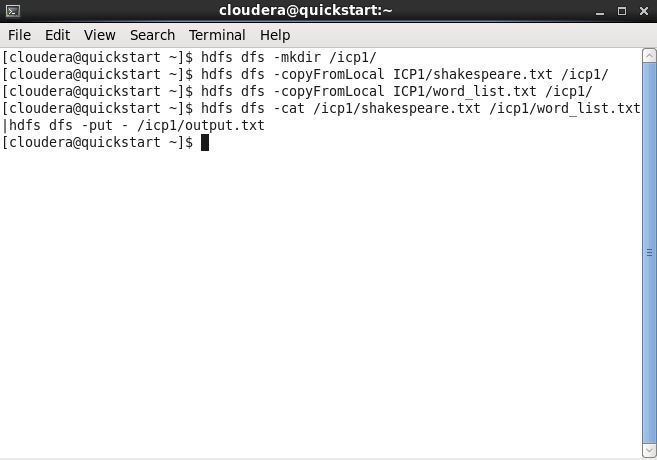 cloudera@quickstart:~
File Edit View Search Terminal Help
[cloudera@quickstart ~]$ hdfs dfs -mkdir /icp1/
[cloudera@quickstart ~]$ hdfs dfs -copyFromLocal ICP1/shakespeare.txt /icp1/
[cloudera@quickstart ~]$ hdfs dfs -copyFromLocal ICP1/word_list.txt /icp1/
[cloudera@quickstart ~]$ hdfs dfs -cat /icp1/shakespeare.txt /icp1/word_list.txt
|hdfs dfs -put - /icp1/output.txt
[cloudera@quickstart ~]$